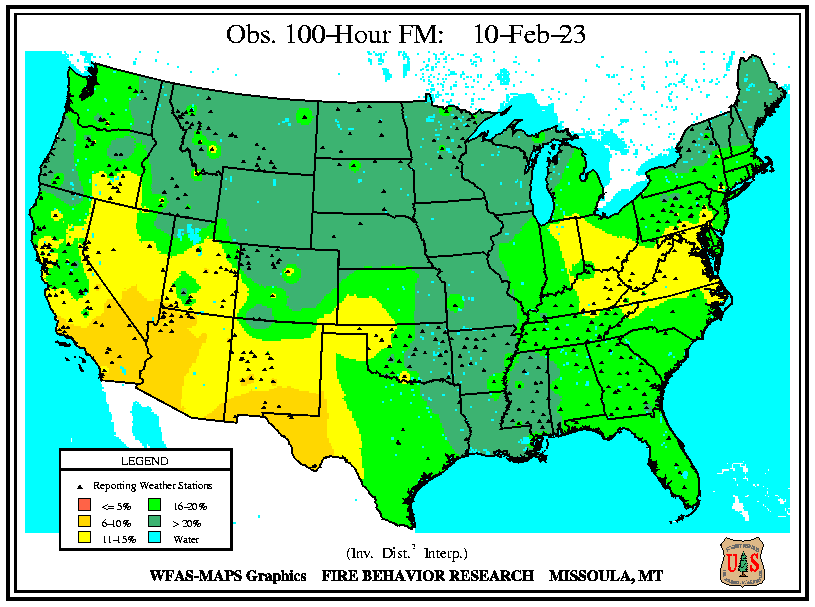 Obs. 100-Hour FM: 10-Feb-23
LEGEND
Reporting Weather Stations
<= 5% 16-20%
6-10% > 20%
11-15% Water
(Inv. Dist.² Interp.)
WFAS-MAPS Graphics FIRE BEHAVIOR RESEARCH MISSOULA, MT
U S